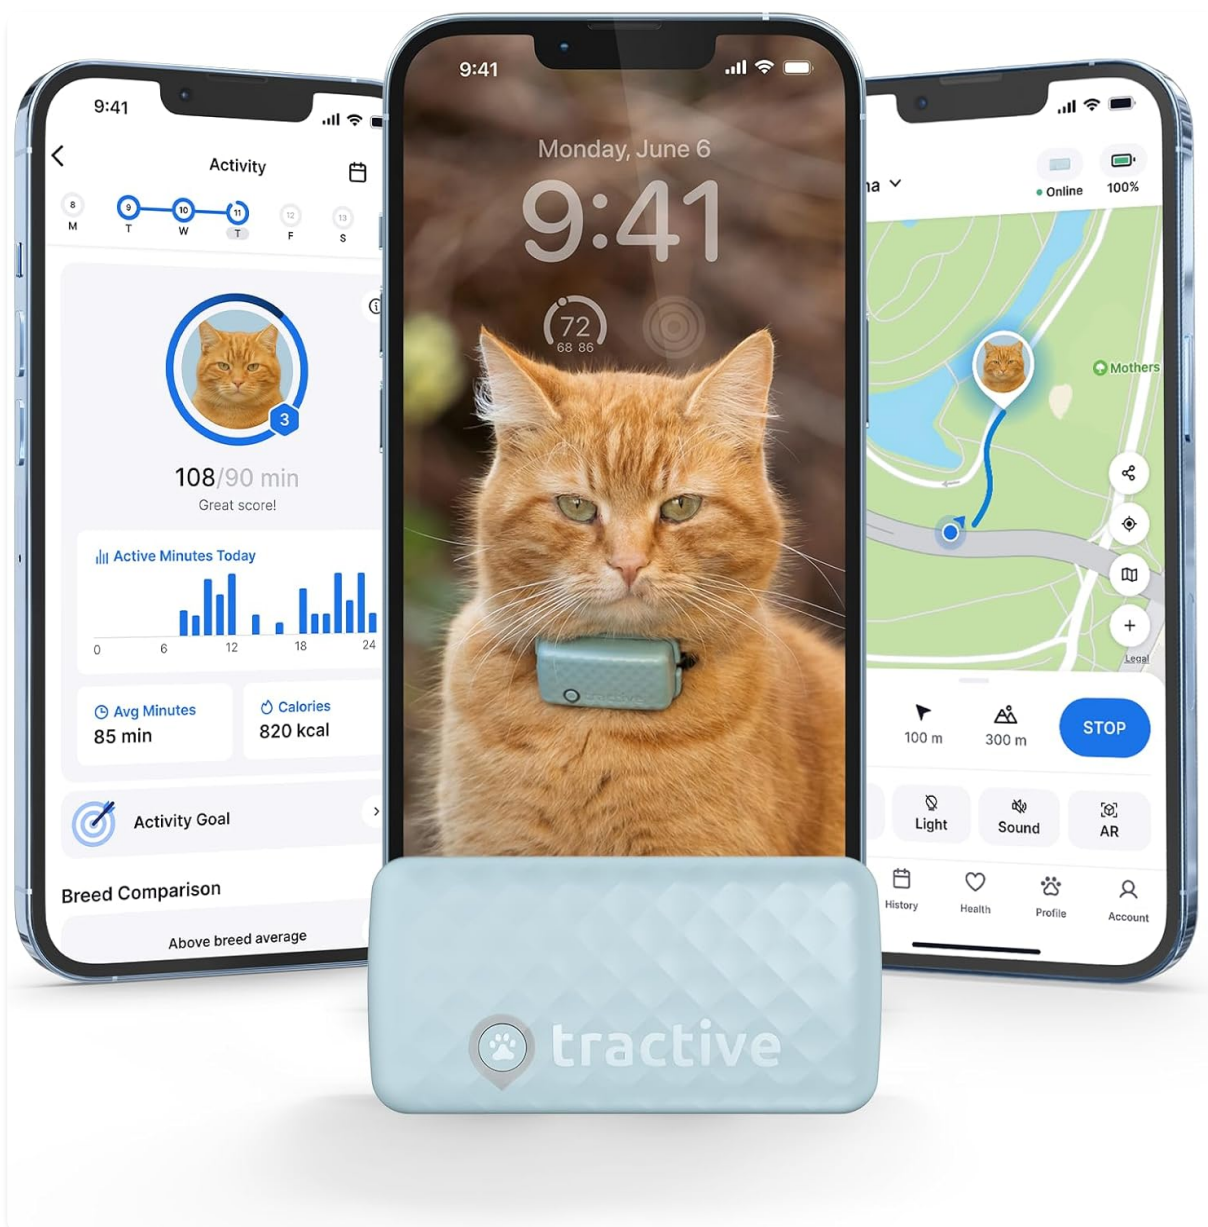 9:41
Activity
8
9
10
11
12
13
M
T
W
T
F
S
3
108/90 min
Great score!
Active Minutes Today
0
6
12
18
24
Avg Minutes
85 min
Calories
820 kcal
Activity Goal
Breed Comparison
Above breed average
9:41
Monday, June 6
9:41
72
68 86
tractive
tractive
Online
100%
Mothers
Legal
100 m
300 m
STOP
Light
Sound
AR
History
Health
Profile
Account